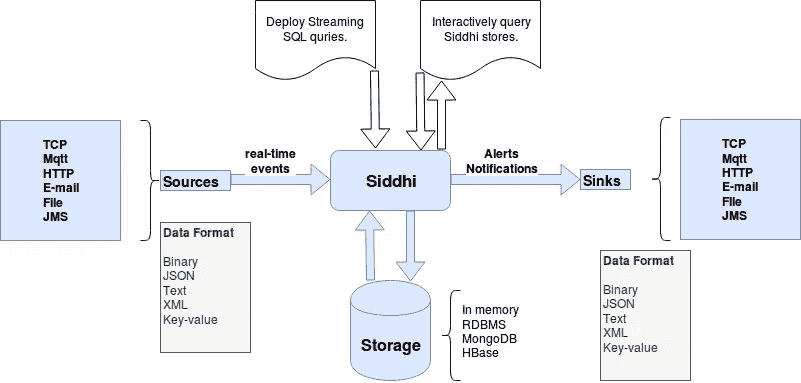 Deploy Streaming
SQL quries.
Interactively query
Siddhi stores.
TCP
Mqtt
HTTP
E-mail
File
JMS
Sources
real-time
events
Siddhi
Alerts
Notifications
Sinks
TCP
Mqtt
HTTP
E-mail
File
JMS
Data Format
Binary
JSON
Text
XML
Key-value
Storage
In memory
RDBMS
MongoDB
HBase
Data Format
Binary
JSON
Text
XML
Key-value